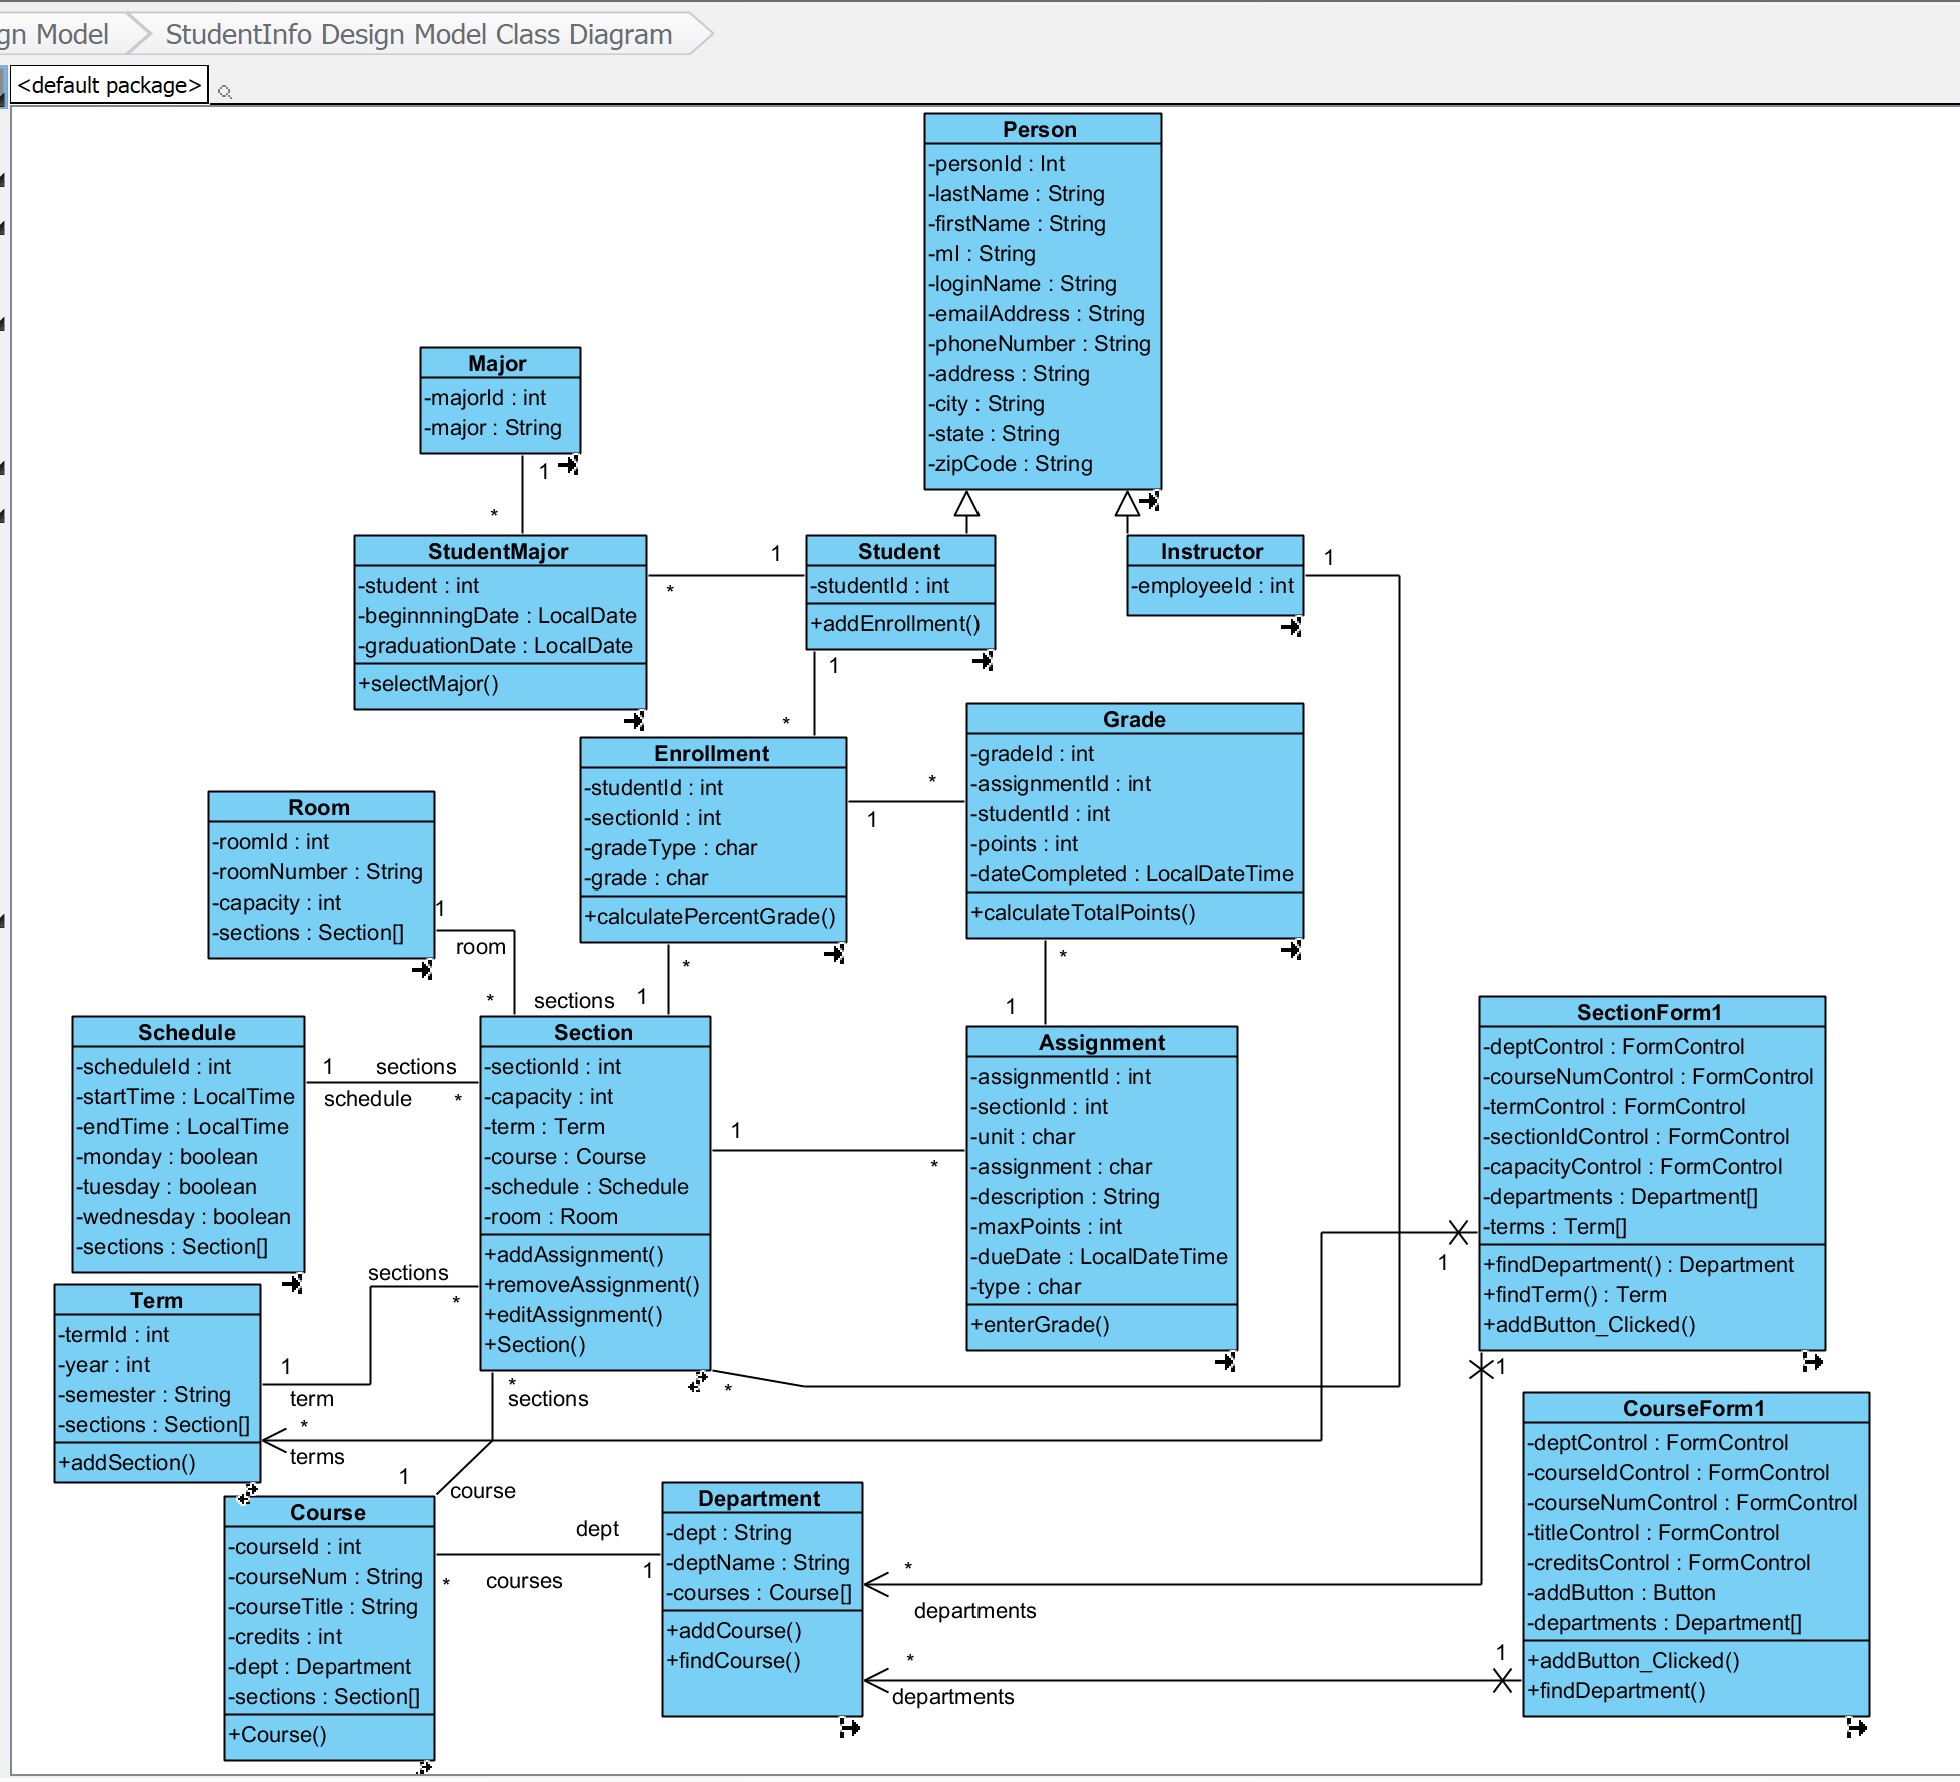 gn Model
StudentInfo Design Model Class Diagram
<default package>
Person
-personId : Int
-lastName : String
-firstName : String
-mI : String
-loginName : String
-emailAddress : String
-phoneNumber : String
-address : String
-city : String
-state : String
-zipCode : String
Major
-majorId : int
-major : String
1
*
StudentMajor
-student : int
-beginnningDate : LocalDate
-graduationDate : LocalDate
+selectMajor()
1
*
Student
-studentId : int
+addEnrollment()
Instructor
-employeeId : int
1
1
*
Enrollment
-studentId : int
-sectionId : int
-gradeType : char
-grade : char
+calculatePercentGrade()
*
1
Grade
-gradeId : int
-assignmentId : int
-studentId : int
-points : int
-dateCompleted : LocalDateTime
+calculateTotalPoints()
Room
-roomId : int
-roomNumber : String
-capacity : int
-sections : Section[]
1
room
*
sections
1
*
*
1
Schedule
-scheduleId : int
-startTime : LocalTime
-endTime : LocalTime
-monday : boolean
-tuesday : boolean
-wednesday : boolean
-sections : Section[]
1
sections
schedule
*
Section
-sectionId : int
-capacity : int
-term : Term
-course : Course
-schedule : Schedule
-room : Room
+addAssignment()
+removeAssignment()
+editAssignment()
+Section()
1
*
Assignment
-assignmentId : int
-sectionId : int
-unit : char
-assignment : char
-description : String
-maxPoints : int
-dueDate : LocalDateTime
-type : char
+enterGrade()
SectionForm1
-deptControl : FormControl
-courseNumControl : FormControl
-termControl : FormControl
-sectionIdControl : FormControl
-capacityControl : FormControl
-departments : Department[]
-terms : Term[]
+findDepartment() : Department
+findTerm() : Term
+addButton_Clicked()
1
1
Term
-termId : int
-year : int
-semester : String
-sections : Section[]
+addSection()
sections
*
1
term
*
terms
*
sections
*
1
course
Course
-courseId : int
-courseNum : String
-courseTitle : String
-credits : int
-dept : Department
-sections : Section[]
+Course()
dept
1
*
courses
Department
-dept : String
-deptName : String
-courses : Course[]
+addCourse()
+findCourse()
*
departments
*
departments
1
CourseForm1
-deptControl : FormControl
-courseIdControl : FormControl
-courseNumControl : FormControl
-titleControl : FormControl
-creditsControl : FormControl
-addButton : Button
-departments : Department[]
+addButton_Clicked()
+findDepartment()